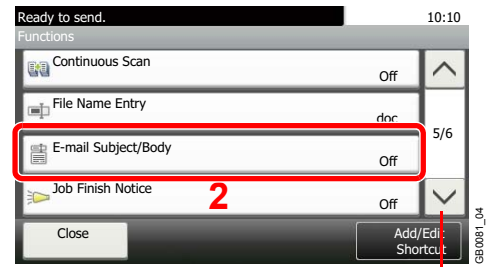 Ready to send.
10:10
Functions
Continuous Scan
Off
File Name Entry
doc
5/6
E-mail Subject/Body
Off
Job Finish Notice
2
Off
Close
Add/Edit
Shortcut
GB0081_04